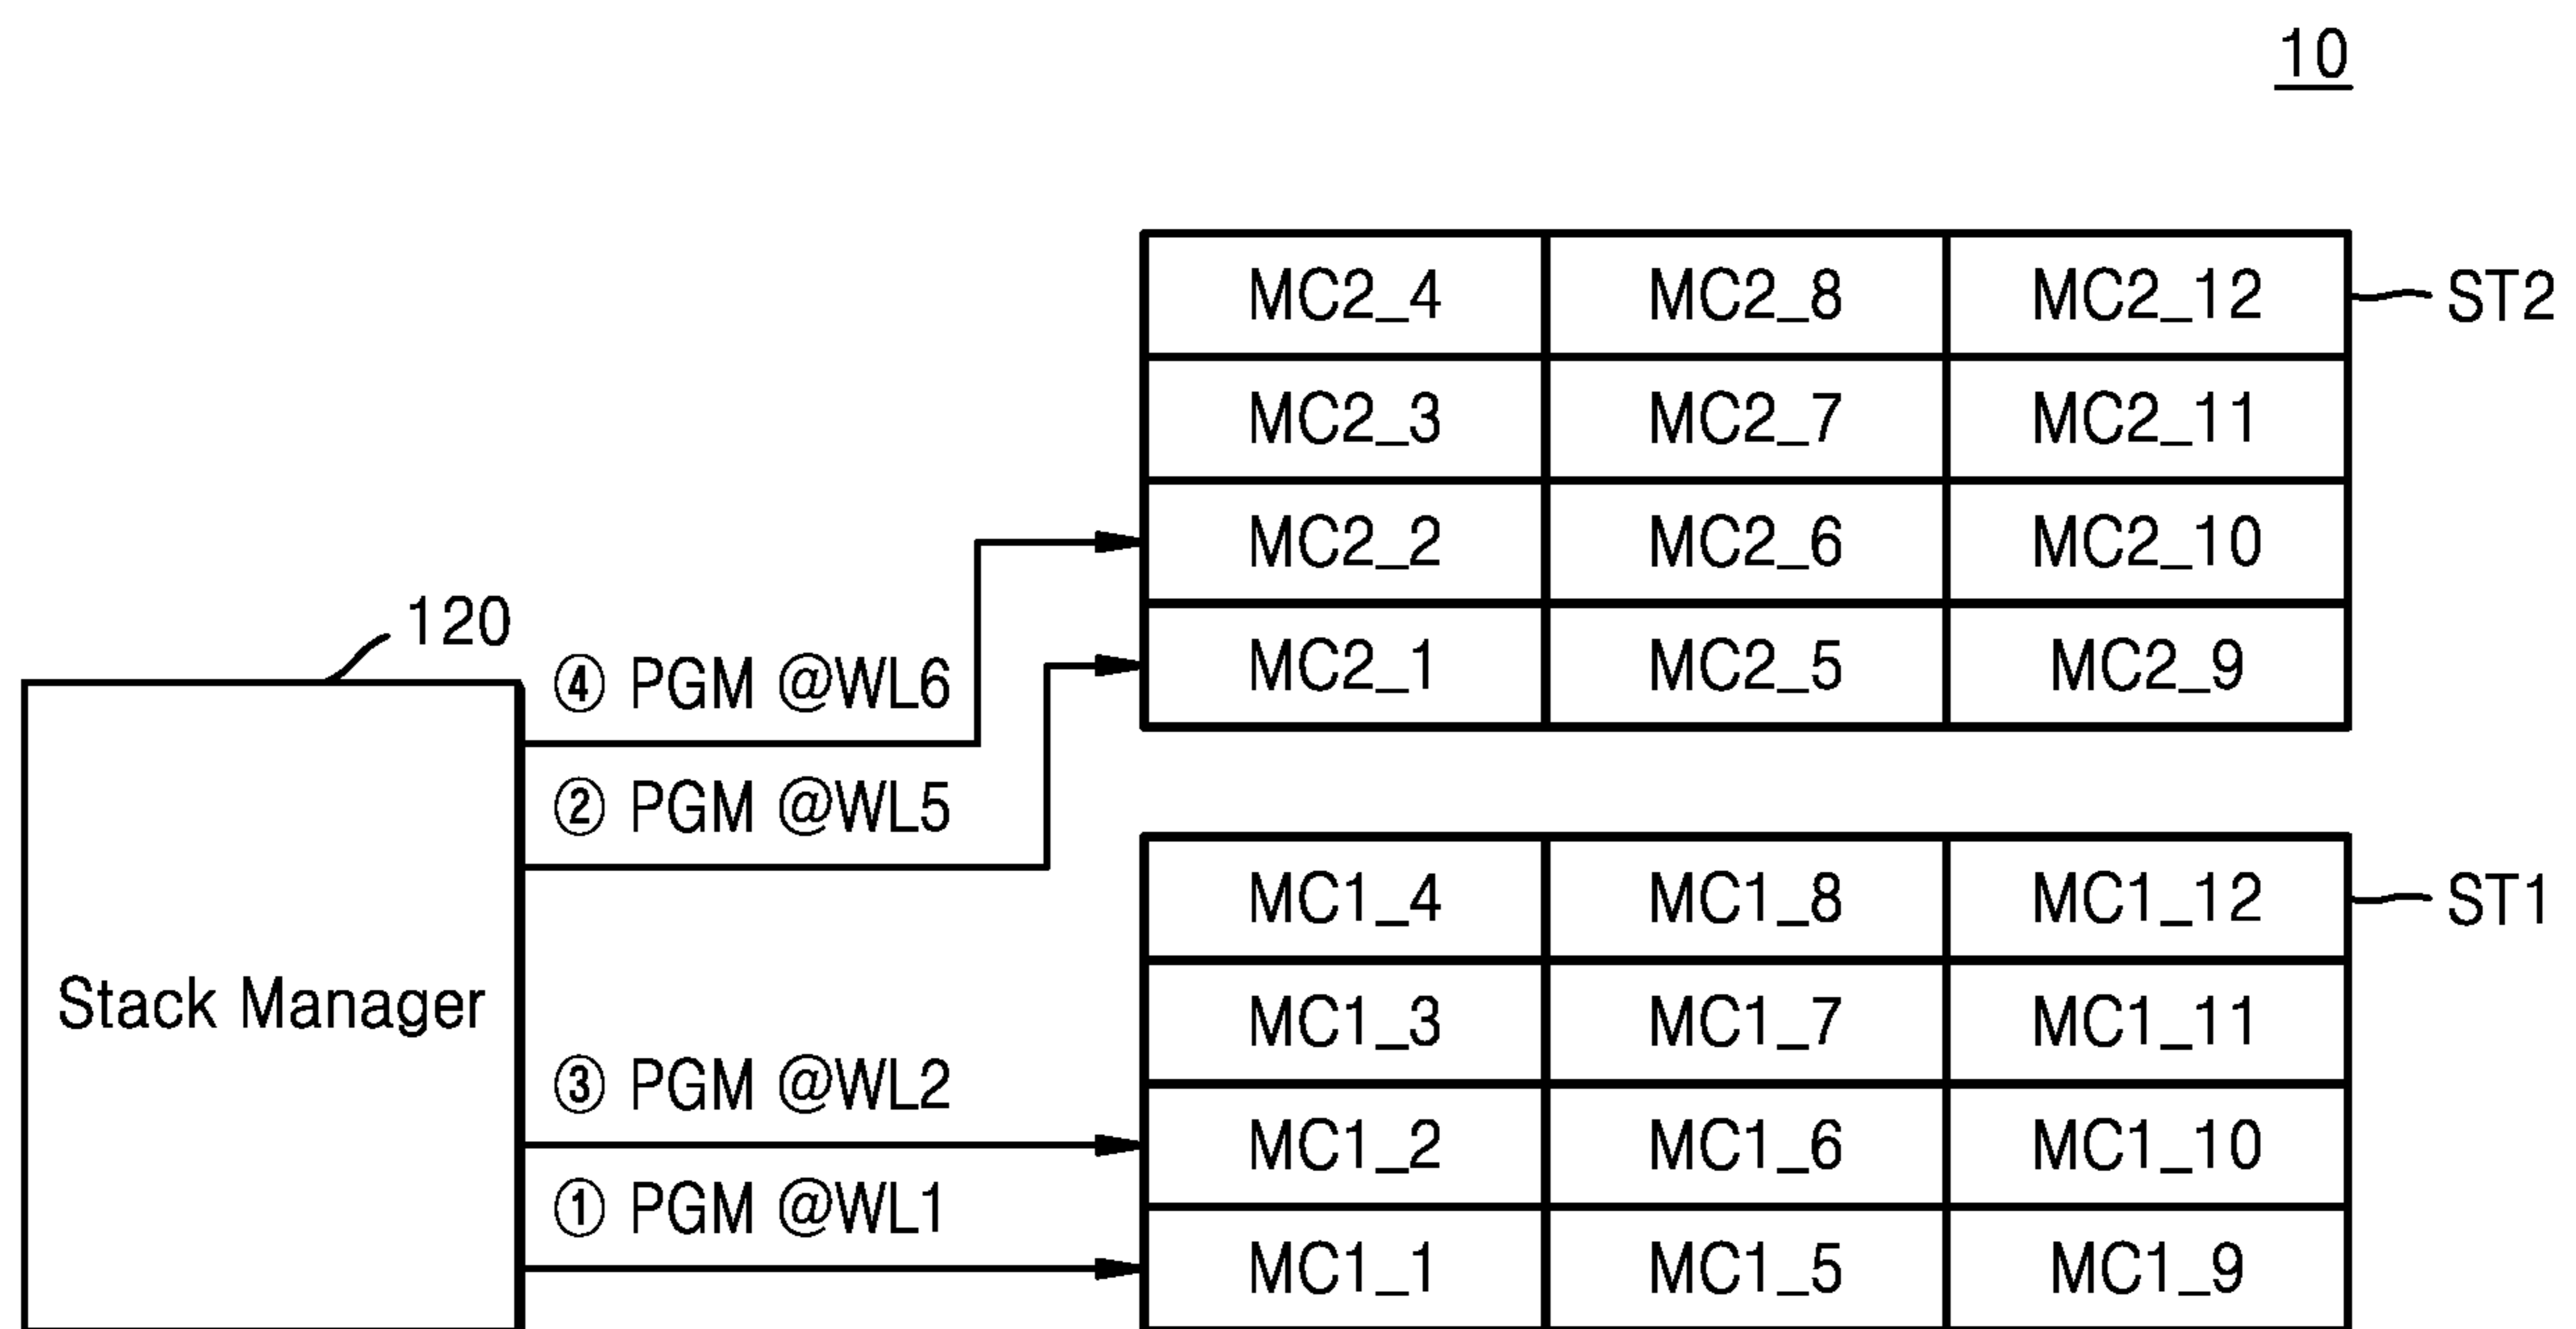 10
MC2_4 MC2_8 MC2_12 ST2
MC2_3 MC2_7 MC2_11
MC2_2 MC2_6 MC2_10
120
④ PGM @WL6
MC2_1 MC2_5 MC2_9
② PGM @WL5
MC1_4 MC1_8 MC1_12 ST1
Stack Manager
MC1_3 MC1_7 MC1_11
③ PGM @WL2
MC1_2 MC1_6 MC1_10
① PGM @WL1
MC1_1 MC1_5 MC1_9